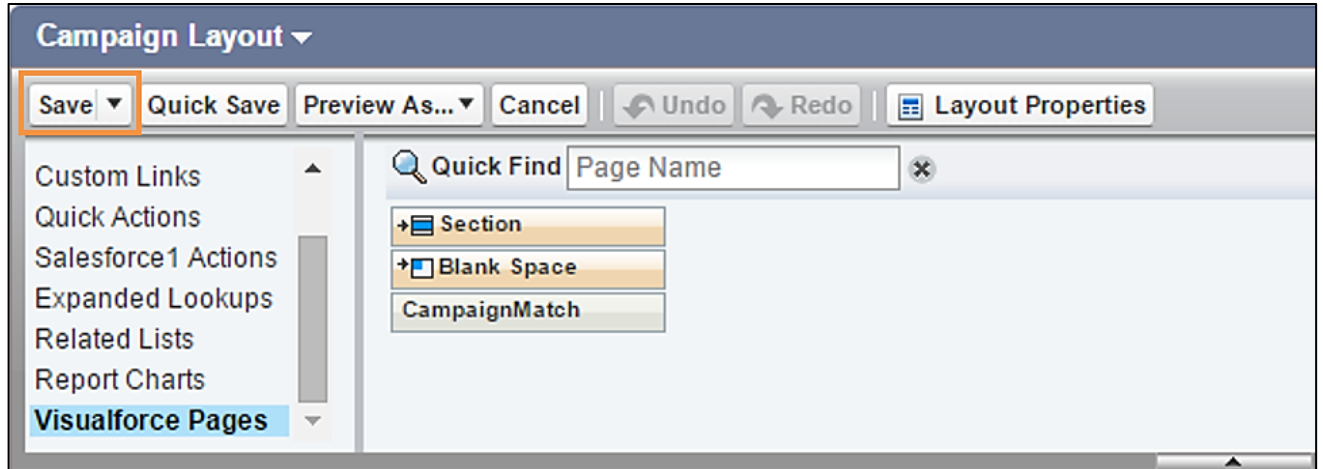 Campaign Layout
Save Quick Save Preview As... Cancel Undo Redo Layout Properties
Custom Links
Quick Actions
Salesforce1 Actions
Expanded Lookups
Related Lists
Report Charts
Visualforce Pages
Quick Find Page Name
Section
Blank Space
CampaignMatch